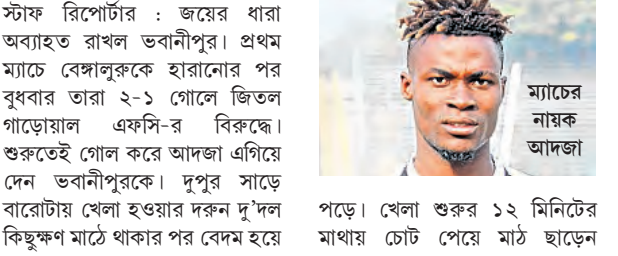 স্টাফ রিপোর্টার : জয়ের ধারা
অব্যাহত রাখল ভবানীপুর। প্রথম
ম্যাচে বেঙ্গালুরুকে হারানোর পর
বুধবার তারা ২-১ গোলে জিতল
গাড়োয়াল এফসি-র বিরুদ্ধে।
শুরুতেই গোল করে আদজা এগিয়ে
দেন ভবানীপুরকে। দুপুর সাড়ে
বারোটায় খেলা হওয়ার দরুন দু'দল
কিছুক্ষণ মাঠে থাকার পর বেদম হয়ে
ম্যাচের
নায়ক
আদজা
পড়ে। খেলা শুরুর ১২ মিনিটের
মাথায় চোট পেয়ে মাঠ ছাড়েন